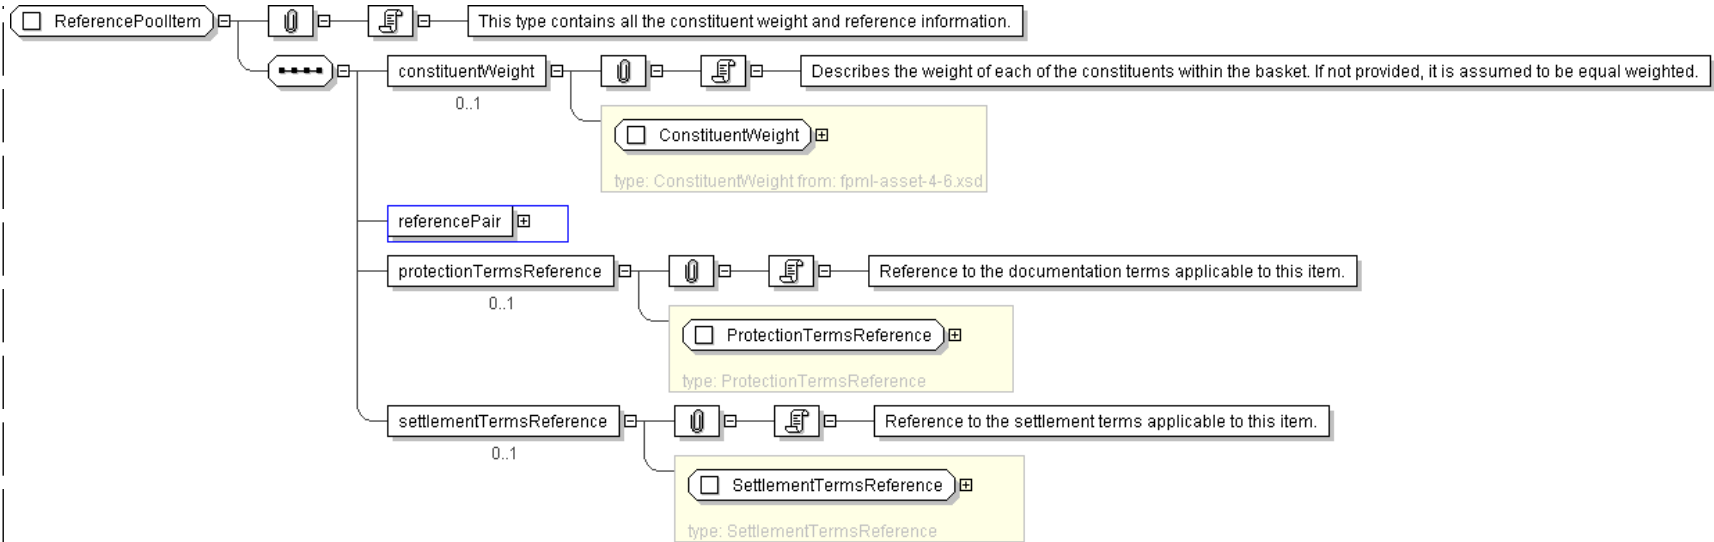 ReferencePoolItem
This type contains all the constituent weight and reference information.
constituentWeight
Describes the weight of each of the constituents within the basket. If not provided, it is assumed to be equal weighted.
0..1
ConstituentWeight
type: ConstituentWeight from: fpml-asset-4-6.xsd
referencePair
protectionTermsReference
Reference to the documentation terms applicable to this item.
0..1
ProtectionTermsReference
type: ProtectionTermsReference
settlementTermsReference
Reference to the settlement terms applicable to this item.
0..1
SettlementTermsReference
type: SettlementTermsReference